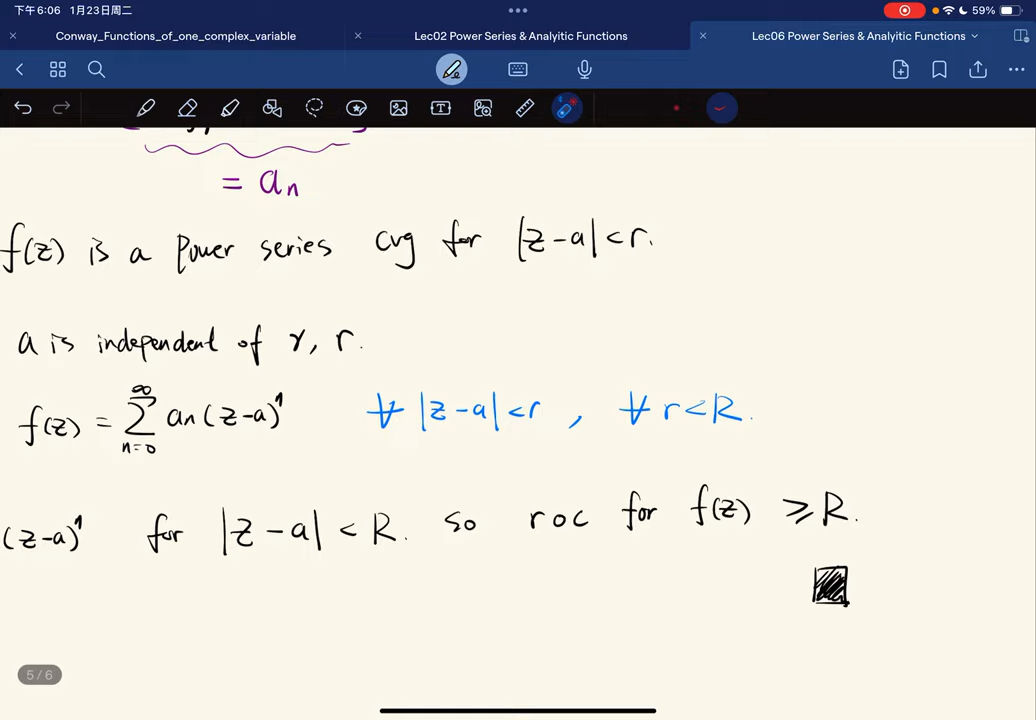 下午6:06 1月23日周二 59%
Conway_Functions_of_one_complex_variable
Lec02 Power Series & Analyitic Functions
Lec06 Power Series & Analyitic Functions
= an
f(z) is a Power series cvg for |z-a|<r.
a is independent of γ, r.
f(z) = ∑_{n=0}^{∞} an(z-a)^n ∀ |z-a|<r, ∀ r<R.
(z-a)^n for |z-a|<R. so roc for f(z) ⩾R.
5/6